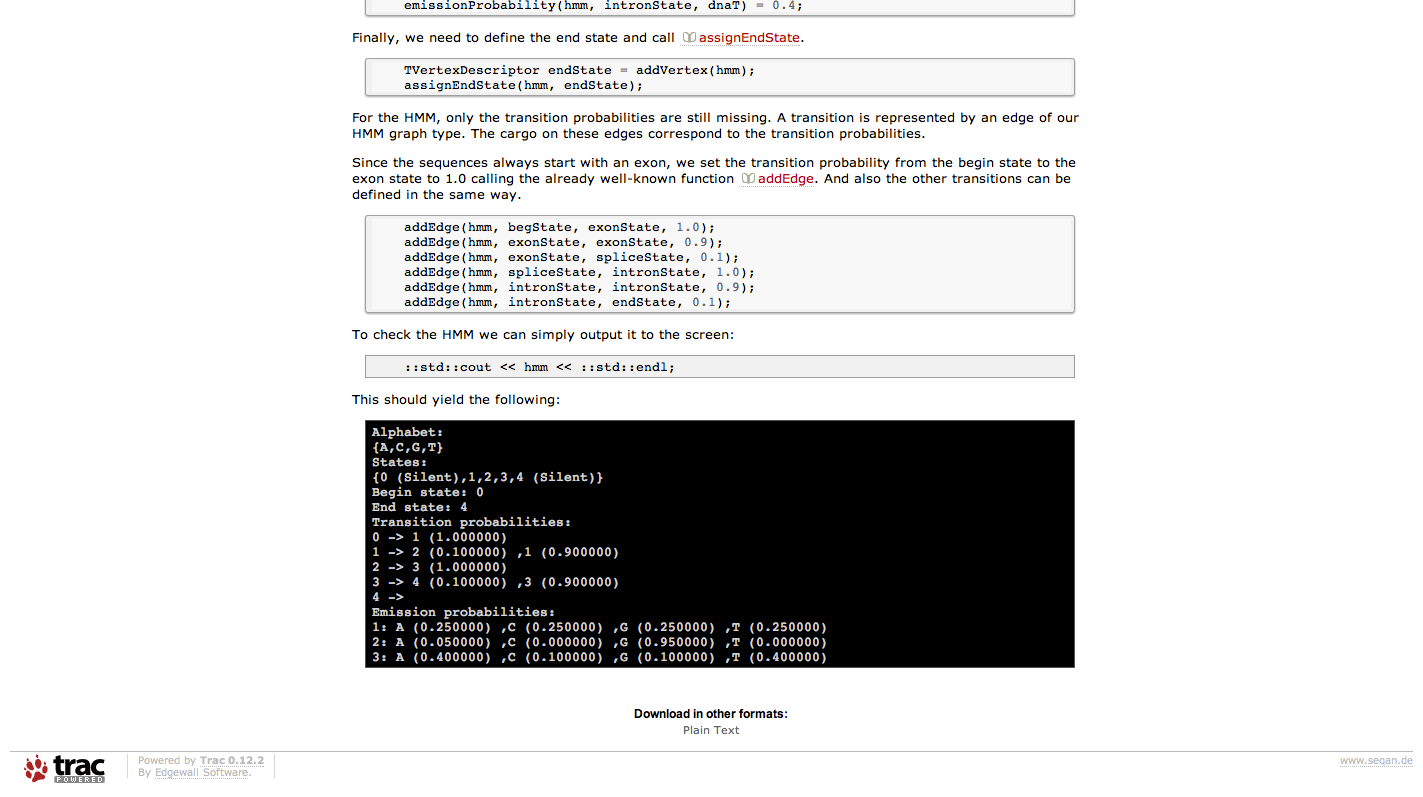 emissionProbability(hmm, intronState, dnaT) = 0.4;
Finally, we need to define the end state and call assignEndState.
TVertexDescriptor endState = addVertex(hmm);
assignEndState(hmm, endState);
For the HMM, only the transition probabilities are still missing. A transition is represented by an edge of our
HMM graph type. The cargo on these edges correspond to the transition probabilities.
Since the sequences always start with an exon, we set the transition probability from the begin state to the
exon state to 1.0 calling the already well-known function addEdge. And also the other transitions can be
defined in the same way.
addEdge(hmm, begState, exonState, 1.0);
addEdge(hmm, exonState, exonState, 0.9);
addEdge(hmm, exonState, spliceState, 0.1);
addEdge(hmm, spliceState, intronState, 1.0);
addEdge(hmm, intronState, intronState, 0.9);
addEdge(hmm, intronState, endState, 0.1);
To check the HMM we can simply output it to the screen:
::std::cout << hmm << ::std::endl;
This should yield the following:
Alphabet:
{A,C,G,T}
States:
{0 (Silent),1,2,3,4 (Silent)}
Begin state: 0
End state: 4
Transition probabilities:
0 -> 1 (1.000000)
1 -> 2 (0.100000) ,1 (0.900000)
2 -> 3 (1.000000)
3 -> 4 (0.100000) ,3 (0.900000)
4 ->
Emission probabilities:
1: A (0.250000) ,C (0.250000) ,G (0.250000) ,T (0.250000)
2: A (0.050000) ,C (0.000000) ,G (0.950000) ,T (0.000000)
3: A (0.400000) ,C (0.100000) ,G (0.100000) ,T (0.400000)
Download in other formats:
Plain Text
trac POWERED
Powered by Trac 0.12.2
By Edgewall Software.
www.seqan.de